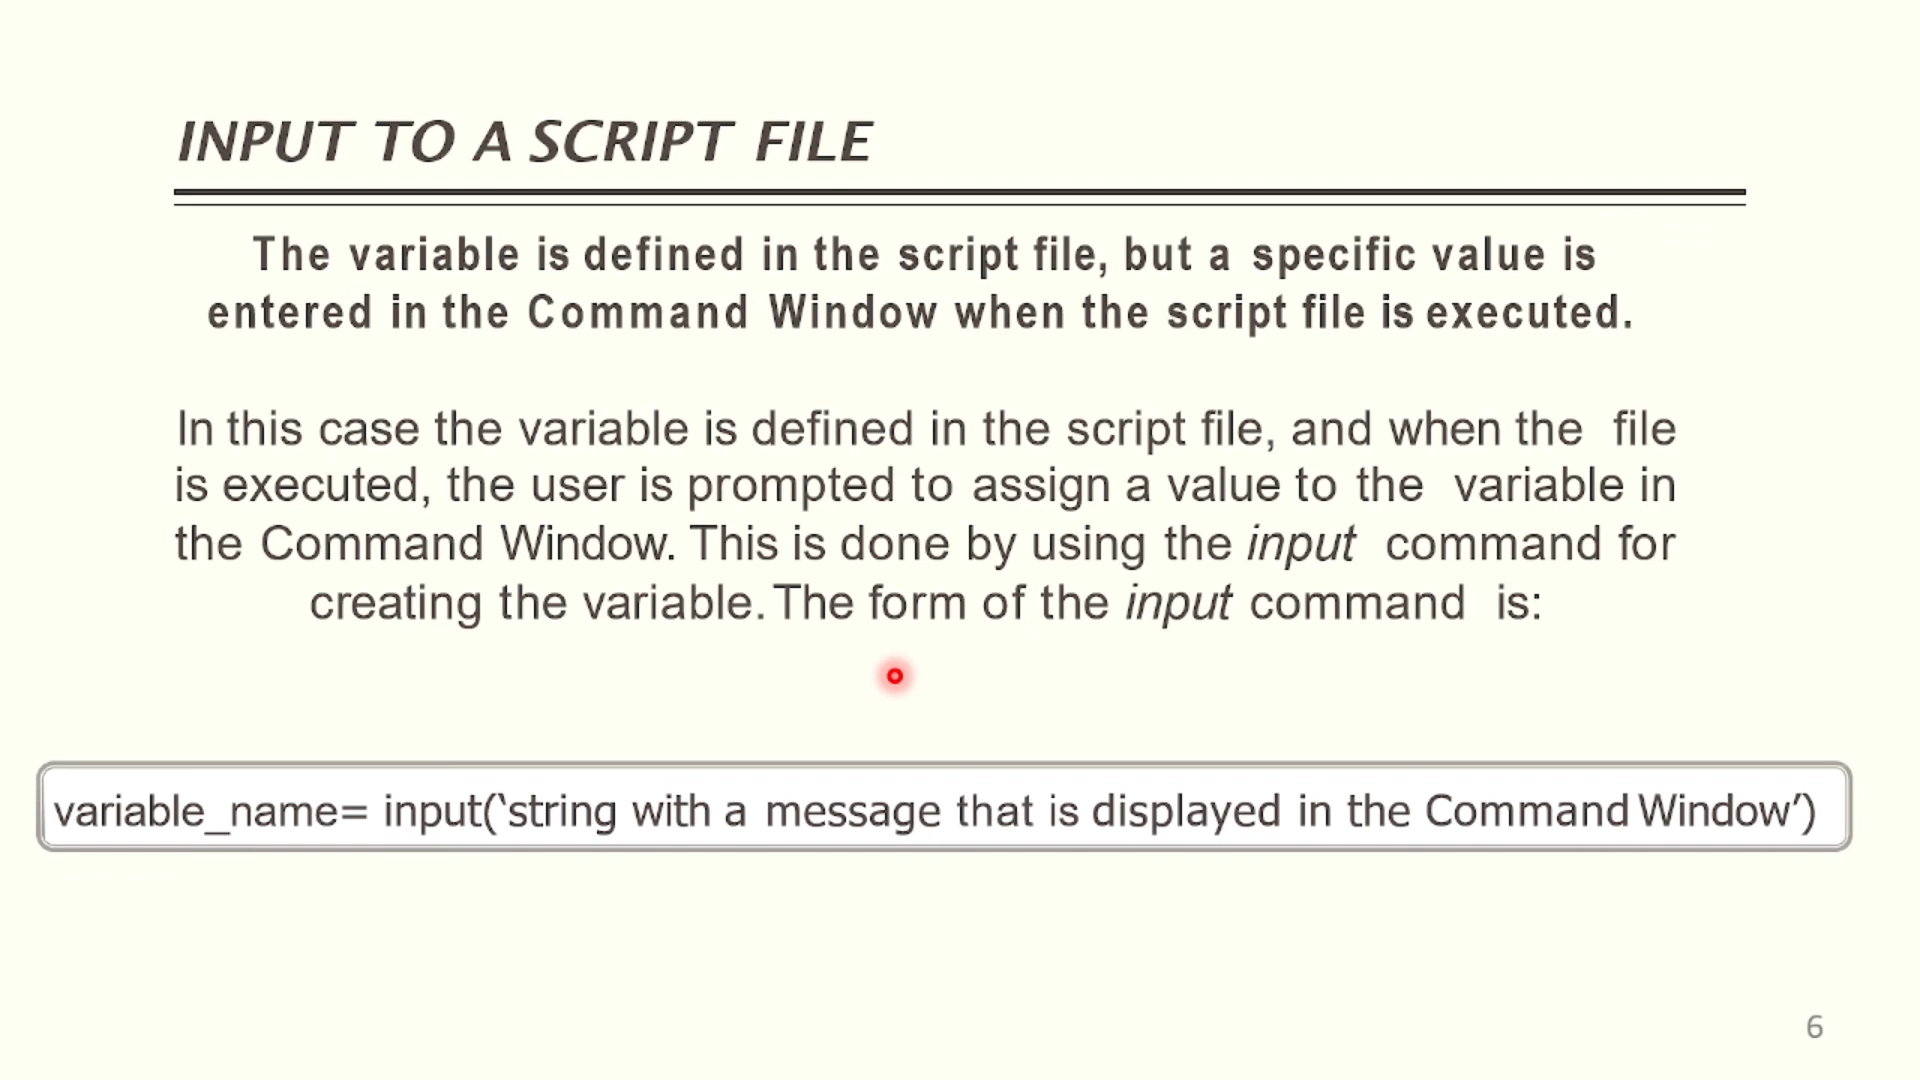 INPUT TO A SCRIPT FILE
The variable is defined in the script file, but a specific value is
entered in the Command Window when the script file is executed.
In this case the variable is defined in the script file, and when the file
is executed, the user is prompted to assign a value to the variable in
the Command Window. This is done by using the input command for
creating the variable. The form of the input command is:
variable_name= input(‘string with a message that is displayed in the Command Window’)
6